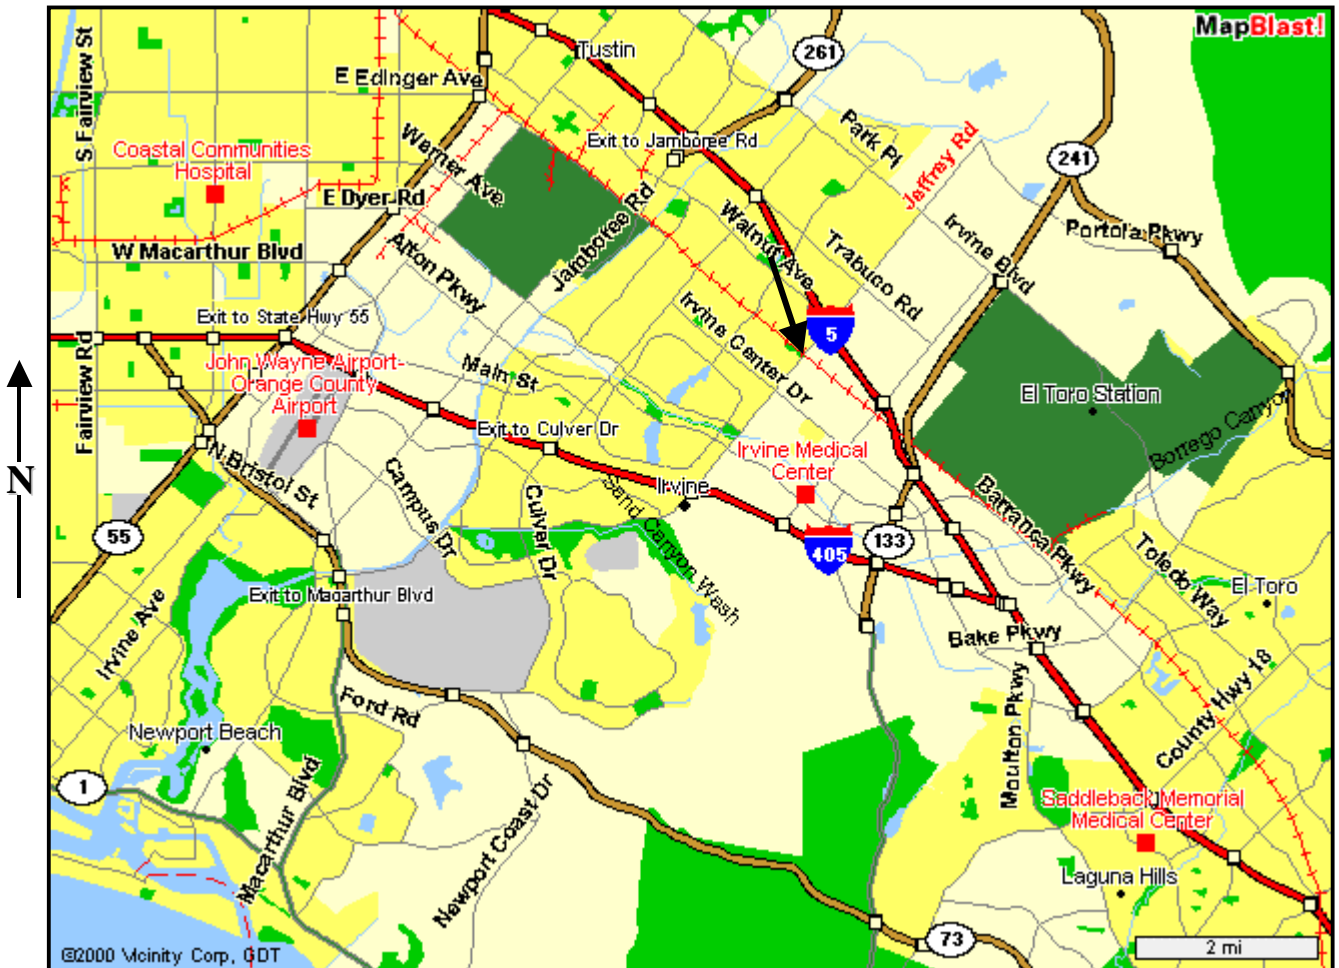 MapBlast!
S Fairview St
Tustin
261
E Edinger Ave
Park Pl
Jeffrey Rd
Exit to Jamboree Rd
Coastal Communities
Hospital
Werner Ave
241
E Dyer Rd
Jamboree Rd
Walnut Ave
Irvine Blvd
Portola Pkwy
W Macarthur Blvd
Alton Pkwy
Trabuco Rd
Irvine Center Dr
Exit to State Hwy 55
5
Fairview Rd
John Wayne Airport-
Orange County
Airport
Main St
El Toro Station
Borrego Canyon
Exit to Culver Dr
N
N Bristol St
Campus Dr
Culver Dr
Irvine
Sand Canyon Wash
Irvine Medical
Center
Barranca Pkwy
55
405
133
Toledo Way
El Toro
Exit to Macarthur Blvd
Irvine Ave
Bake Pkwy
Ford Rd
Moulton Pkwy
County Hwy 18
Newport Beach
1
Macarthur Blvd
Newport Coast Dr
Saddleback Memorial
Medical Center
Laguna Hills
73
2 mi
©2000 Vicinity Corp, GDT